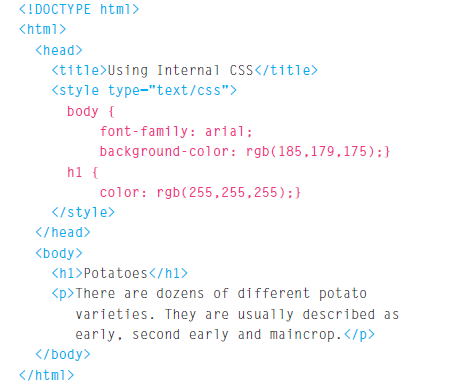 <!DOCTYPE html>
<html>
<head>
<title>Using Internal CSS</title>
<style type="text/css">
body {
font-family: arial;
background-color: rgb(185,179,175);}
h1 {
color: rgb(255,255,255);}
</style>
</head>
<body>
<h1>Potatoes</h1>
<p>There are dozens of different potato
varieties. They are usually described as
early, second early and maincrop.</p>
</body>
</html>